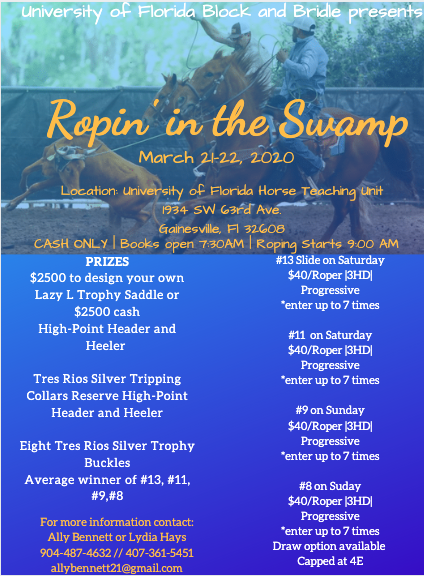 University of Florida Block and Bridle presents
Ropin' in the Swamp
March 21-22, 2020
Location: University of Florida Horse Teaching Unit
1934 SW 63rd Ave.
Gainesville, Fl 32608
CASH ONLY | Books open 7:30AM | Roping Starts 9:00 AM
PRIZES
$2500 to design your own
Lazy L Trophy Saddle or
$2500 cash
High-Point Header and
Heeler
Tres Rios Silver Tripping
Collars Reserve High-Point
Header and Heeler
Eight Tres Rios Silver Trophy
Buckles
Average winner of #13, #11,
#9,#8
For more information contact:
Ally Bennett or Lydia Hays
904-487-4632 // 407-361-5451
allybennett21@gmail.com
#13 Slide on Saturday
$40/Roper |3HD|
Progressive
*enter up to 7 times
#11 on Saturday
$40/Roper |3HD|
Progressive
*enter up to 7 times
#9 on Sunday
$40/Roper |3HD|
Progressive
*enter up to 7 times
#8 on Suday
$40/Roper |3HD|
Progressive
*enter up to 7 times
Draw option available
Capped at 4E